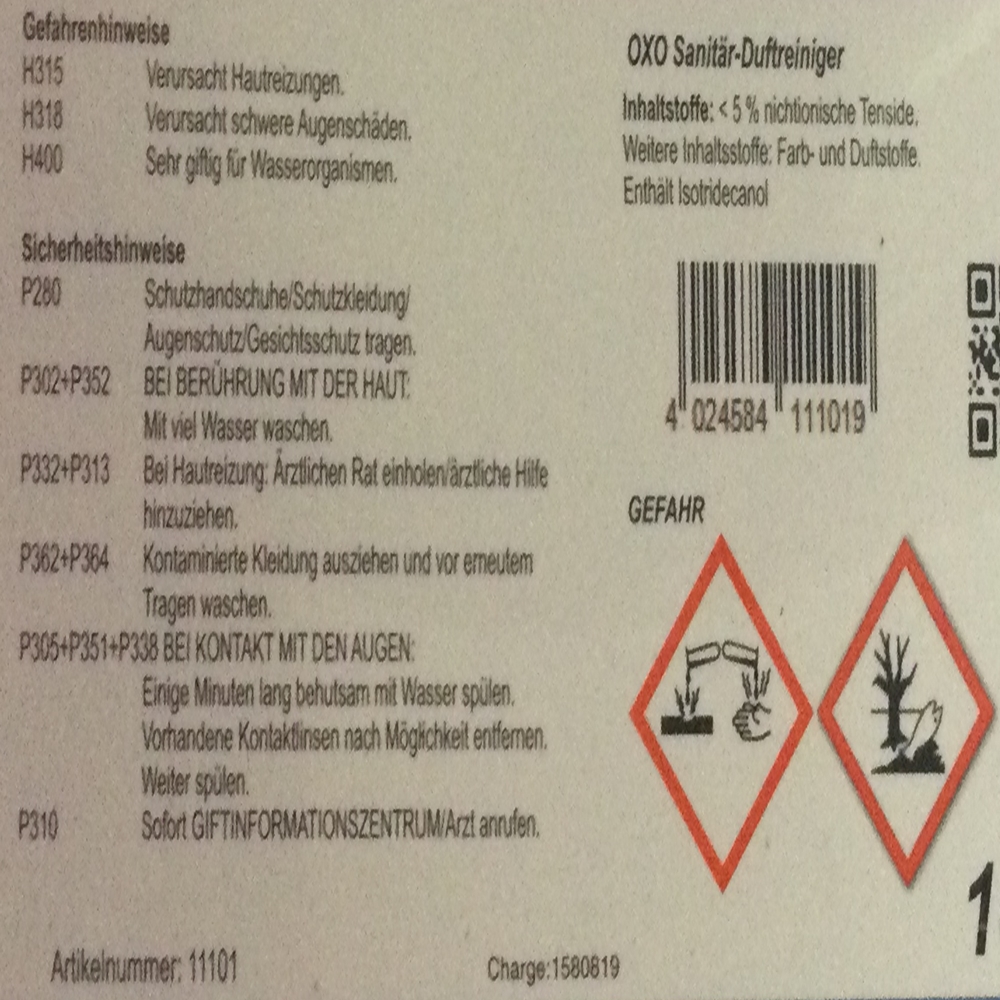 Gefahrenhinweise
H315 Verursacht Hautreizungen.
H318 Verursacht schwere Augenschäden.
H400 Sehr giftig für Wasserorganismen.
Sicherheitshinweise
P280 Schutzhandschuhe/Schutzkleidung/
Augenschutz/Gesichtsschutz tragen.
P302+P352 BEI BERÜHRUNG MIT DER HAUT:
Mit viel Wasser waschen.
P332+P313 Bei Hautreizung: Ärztlichen Rat einholen/ärztliche Hilfe
hinzuziehen.
P362+P364 Kontaminierte Kleidung ausziehen und vor erneutem
Tragen waschen.
P305+P351+P338 BEI KONTAKT MIT DEN AUGEN:
Einige Minuten lang behutsam mit Wasser spülen.
Vorhandene Kontaktlinsen nach Möglichkeit entfernen.
Weiter spülen.
P310 Sofort GIFTINFORMATIONSZENTRUM/Arzt anrufen.
Artikelnummer: 11101
Charge:1580819
OXO Sanitär-Duftreiniger
Inhaltstoffe: < 5 % nichtionische Tenside.
Weitere Inhaltsstoffe: Farb- und Duftstoffe.
Enthält Isotridecanol
4 024584 111019
GEFAHR
1